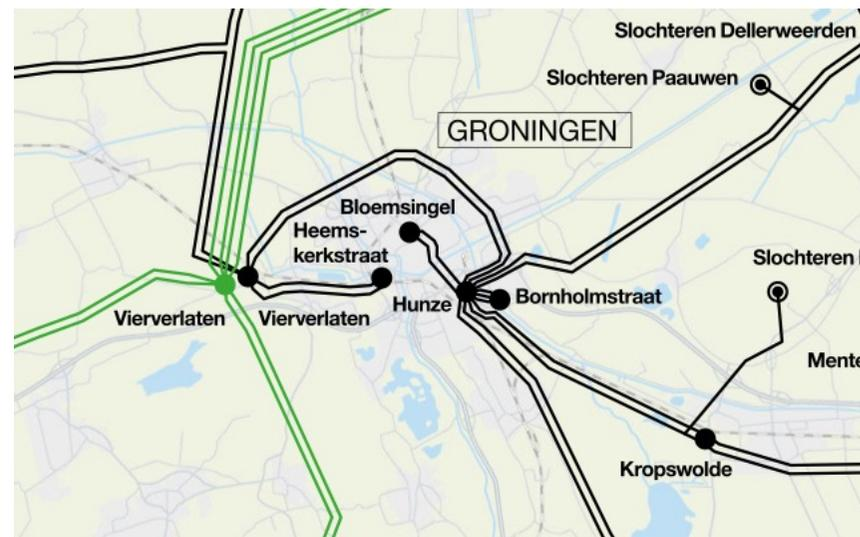 Slochteren Dellerweerden
Slochteren Paauwen
GRONINGEN
Bloemsingel
Heems-
kerkstraat
Slochteren
Hunze
Bornholmstraat
Vierverlaten
Vierverlaten
Kropswolde